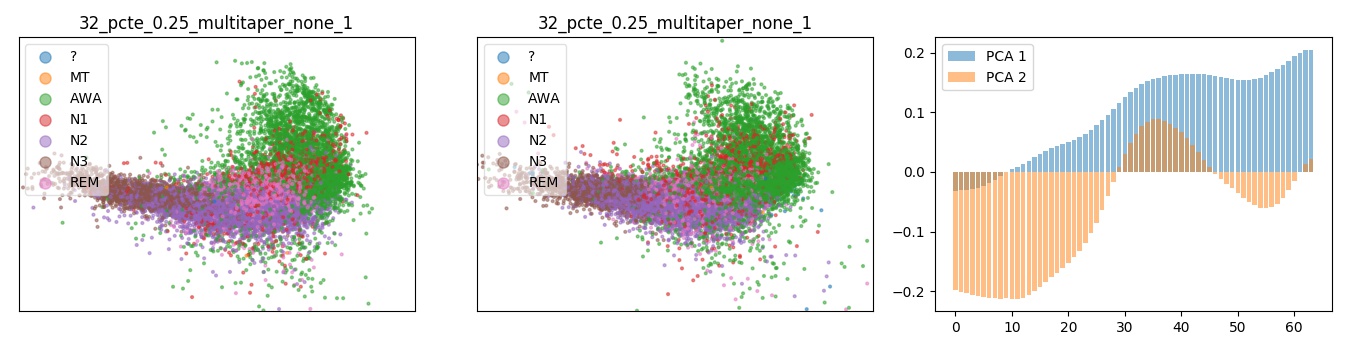 32_pcte_0.25_multitaper_none_1
?
MT
AWA
N1
N2
N3
REM
32_pcte_0.25_multitaper_none_1
?
MT
AWA
N1
N2
N3
REM
PCA 1
PCA 2
0.2
0.1
0.0
−0.1
−0.2
0 10 20 30 40 50 60